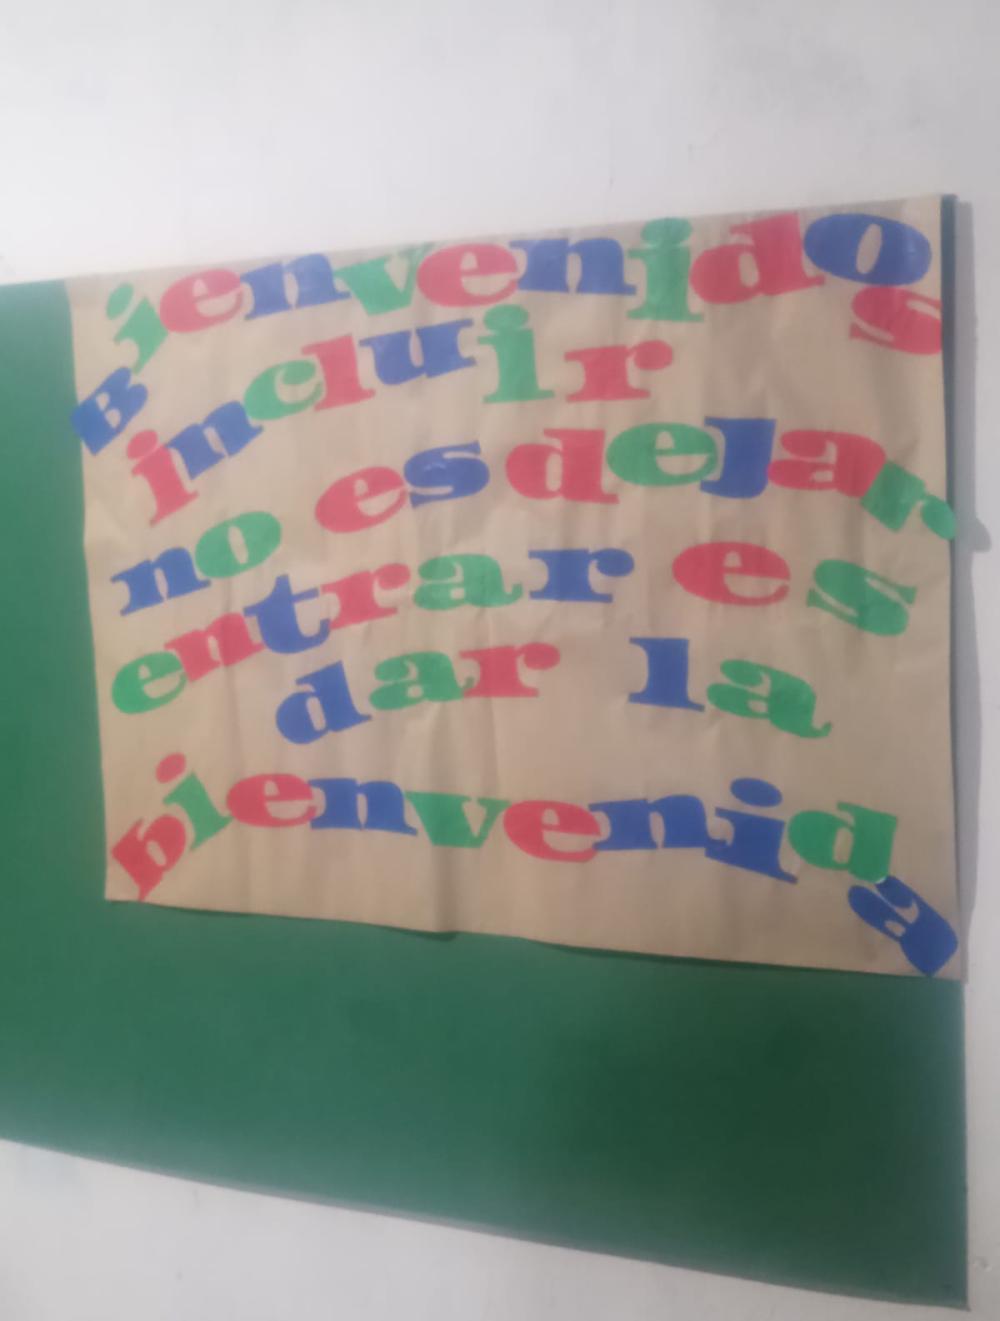 Bienvenidos
incluir
no es dejar
entrar es
dar la
bienvenida